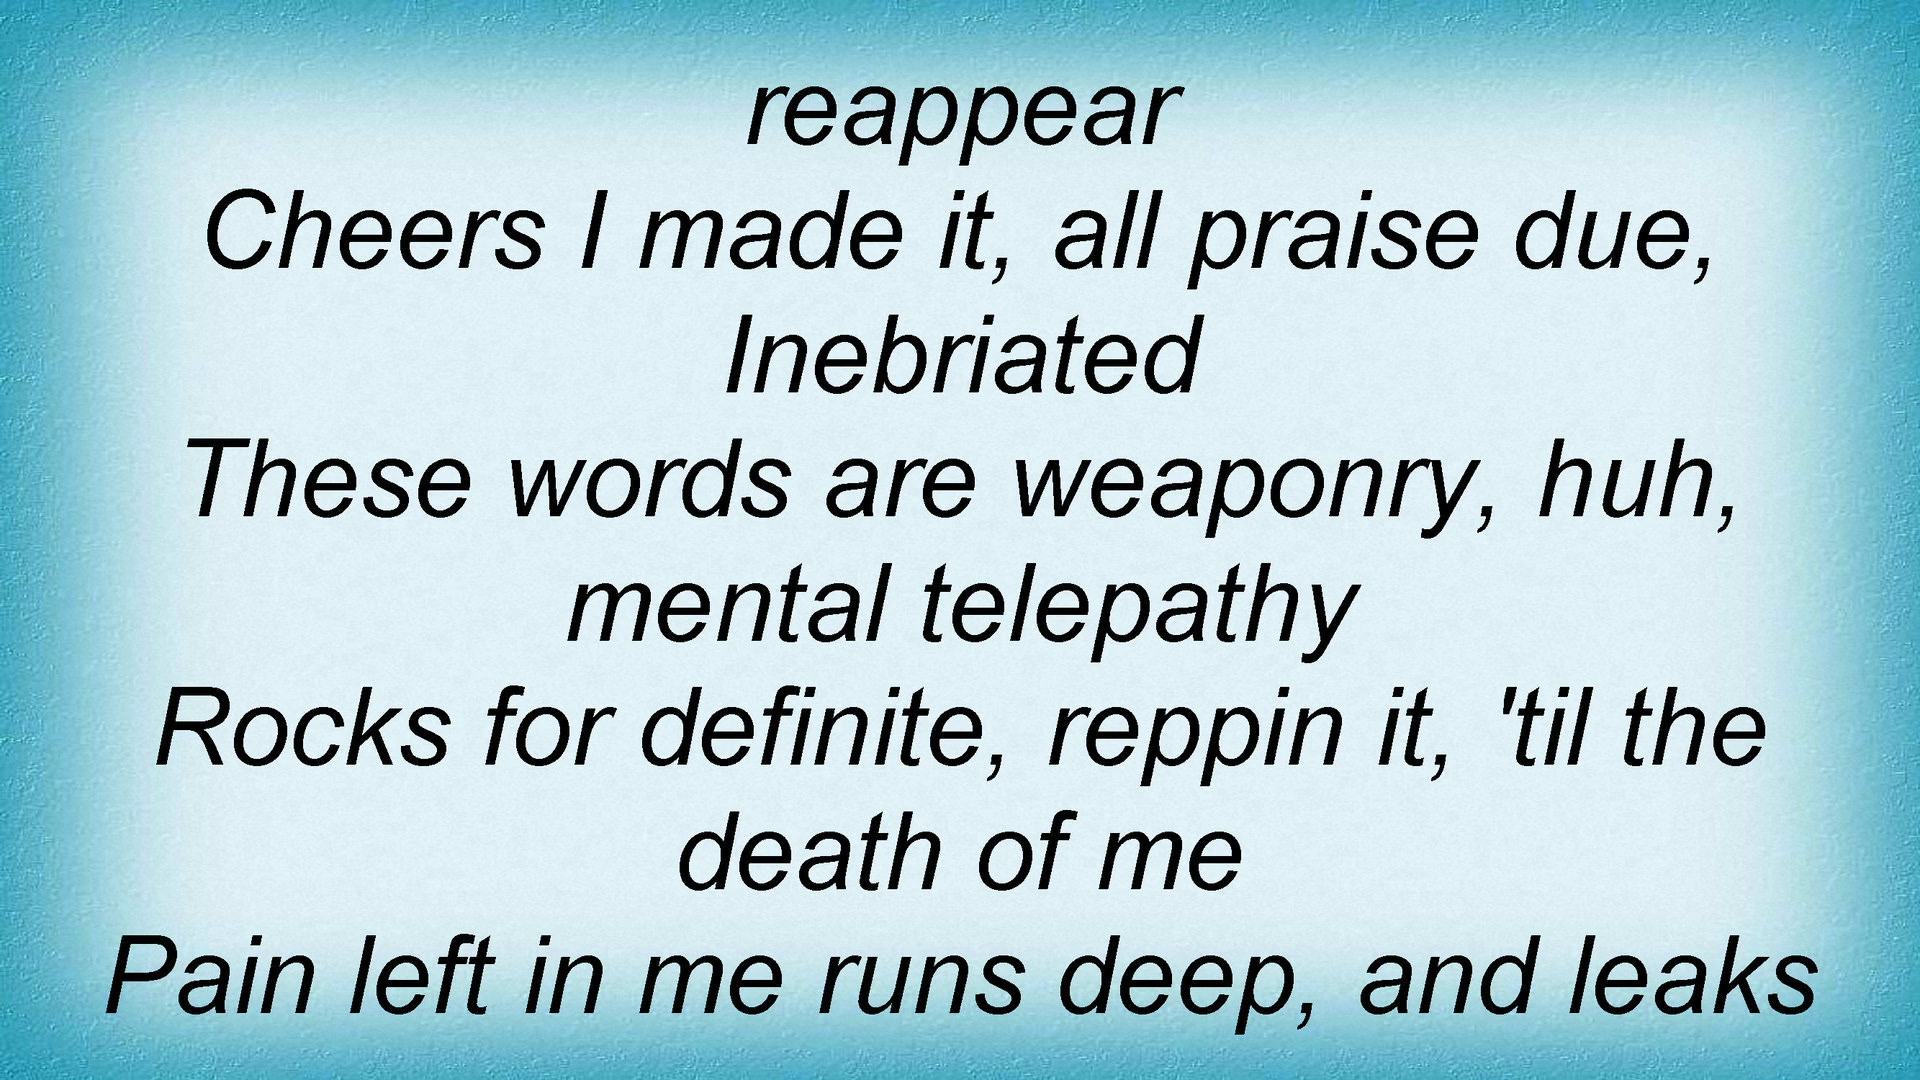 reappear
Cheers I made it, all praise due,
Inebriated
These words are weaponry, huh,
mental telepathy
Rocks for definite, reppin it, 'til the
death of me
Pain left in me runs deep, and leaks